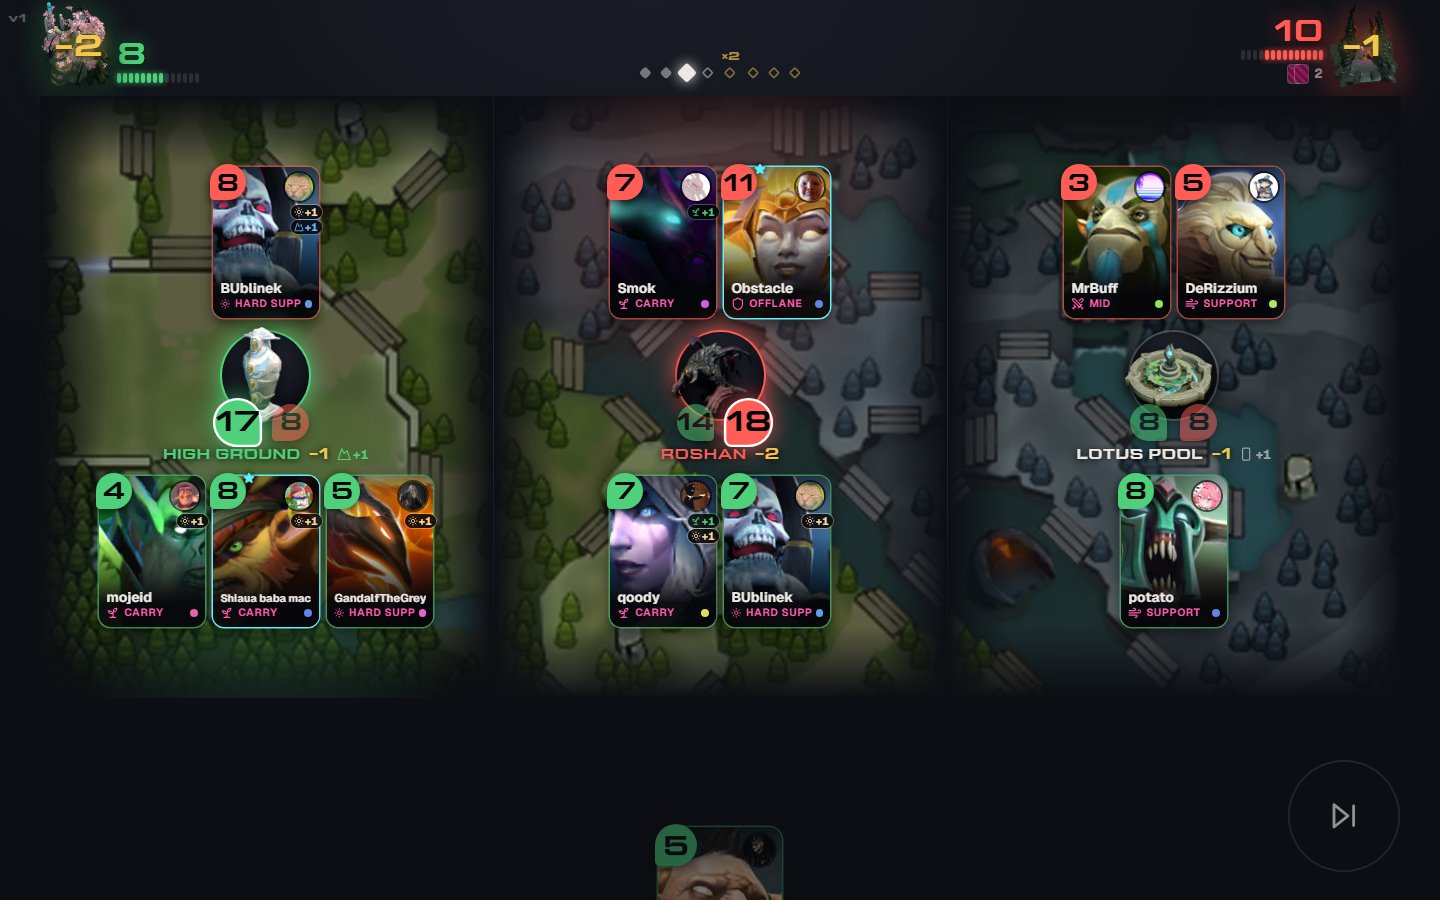 v1
-2
8
×2
10
-1
2
8
+1
+1
BUblinek
HARD SUPP
7
+1
Smok
CARRY
11
Obstacle
OFFLANE
3
MrBuff
MID
5
DeRizzium
SUPPORT
17 8
HIGH GROUND -1 +1
14 18
ROSHAN -2
8 8
LOTUS POOL -1 +1
4
+1
mojeid
CARRY
8
+1
Shiaua baba mac
CARRY
5
+1
GandalfTheGrey
HARD SUPP
7
+1
+1
qoody
CARRY
7
+1
BUblinek
HARD SUPP
8
potato
SUPPORT
5